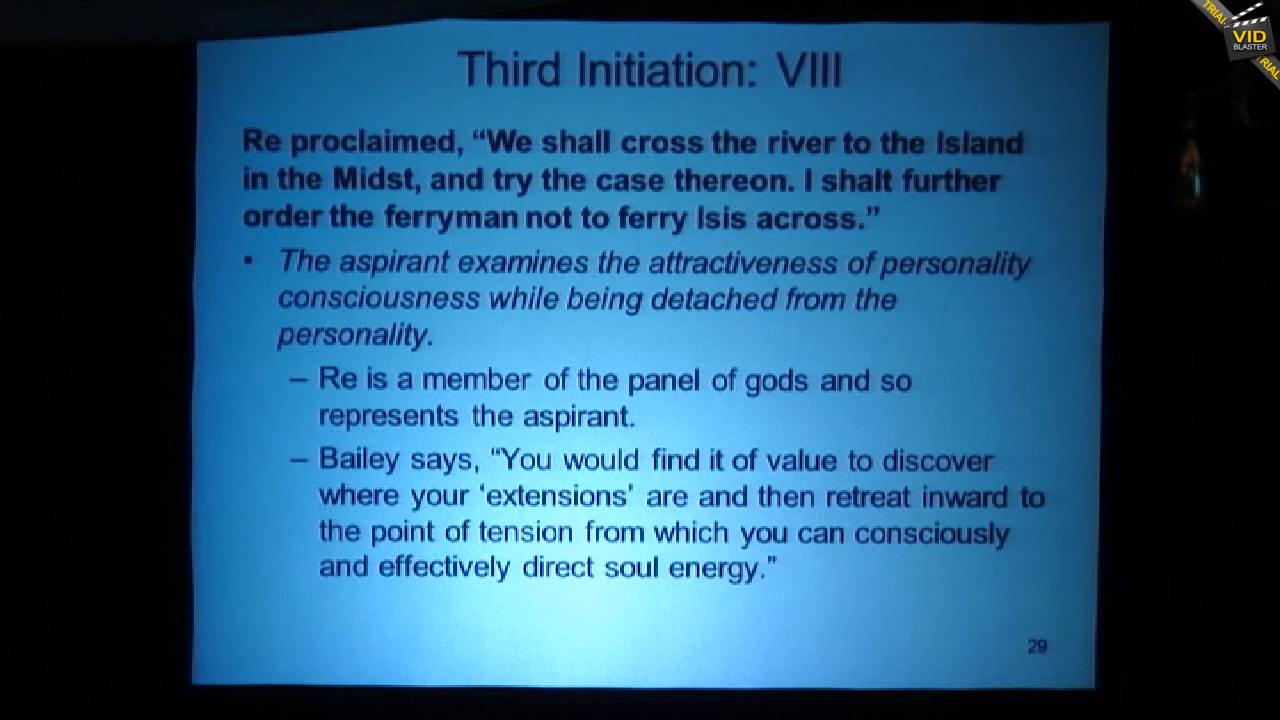 TRIAL
VID
BLASTER
TRIAL
Third Initiation: VIII
Re proclaimed, “We shall cross the river to the Island
in the Midst, and try the case thereon. I shalt further
order the ferryman not to ferry Isis across.”
• The aspirant examines the attractiveness of personality
consciousness while being detached from the
personality.
– Re is a member of the panel of gods and so
represents the aspirant.
– Bailey says, “You would find it of value to discover
where your ‘extensions’ are and then retreat inward to
the point of tension from which you can consciously
and effectively direct soul energy.”
29